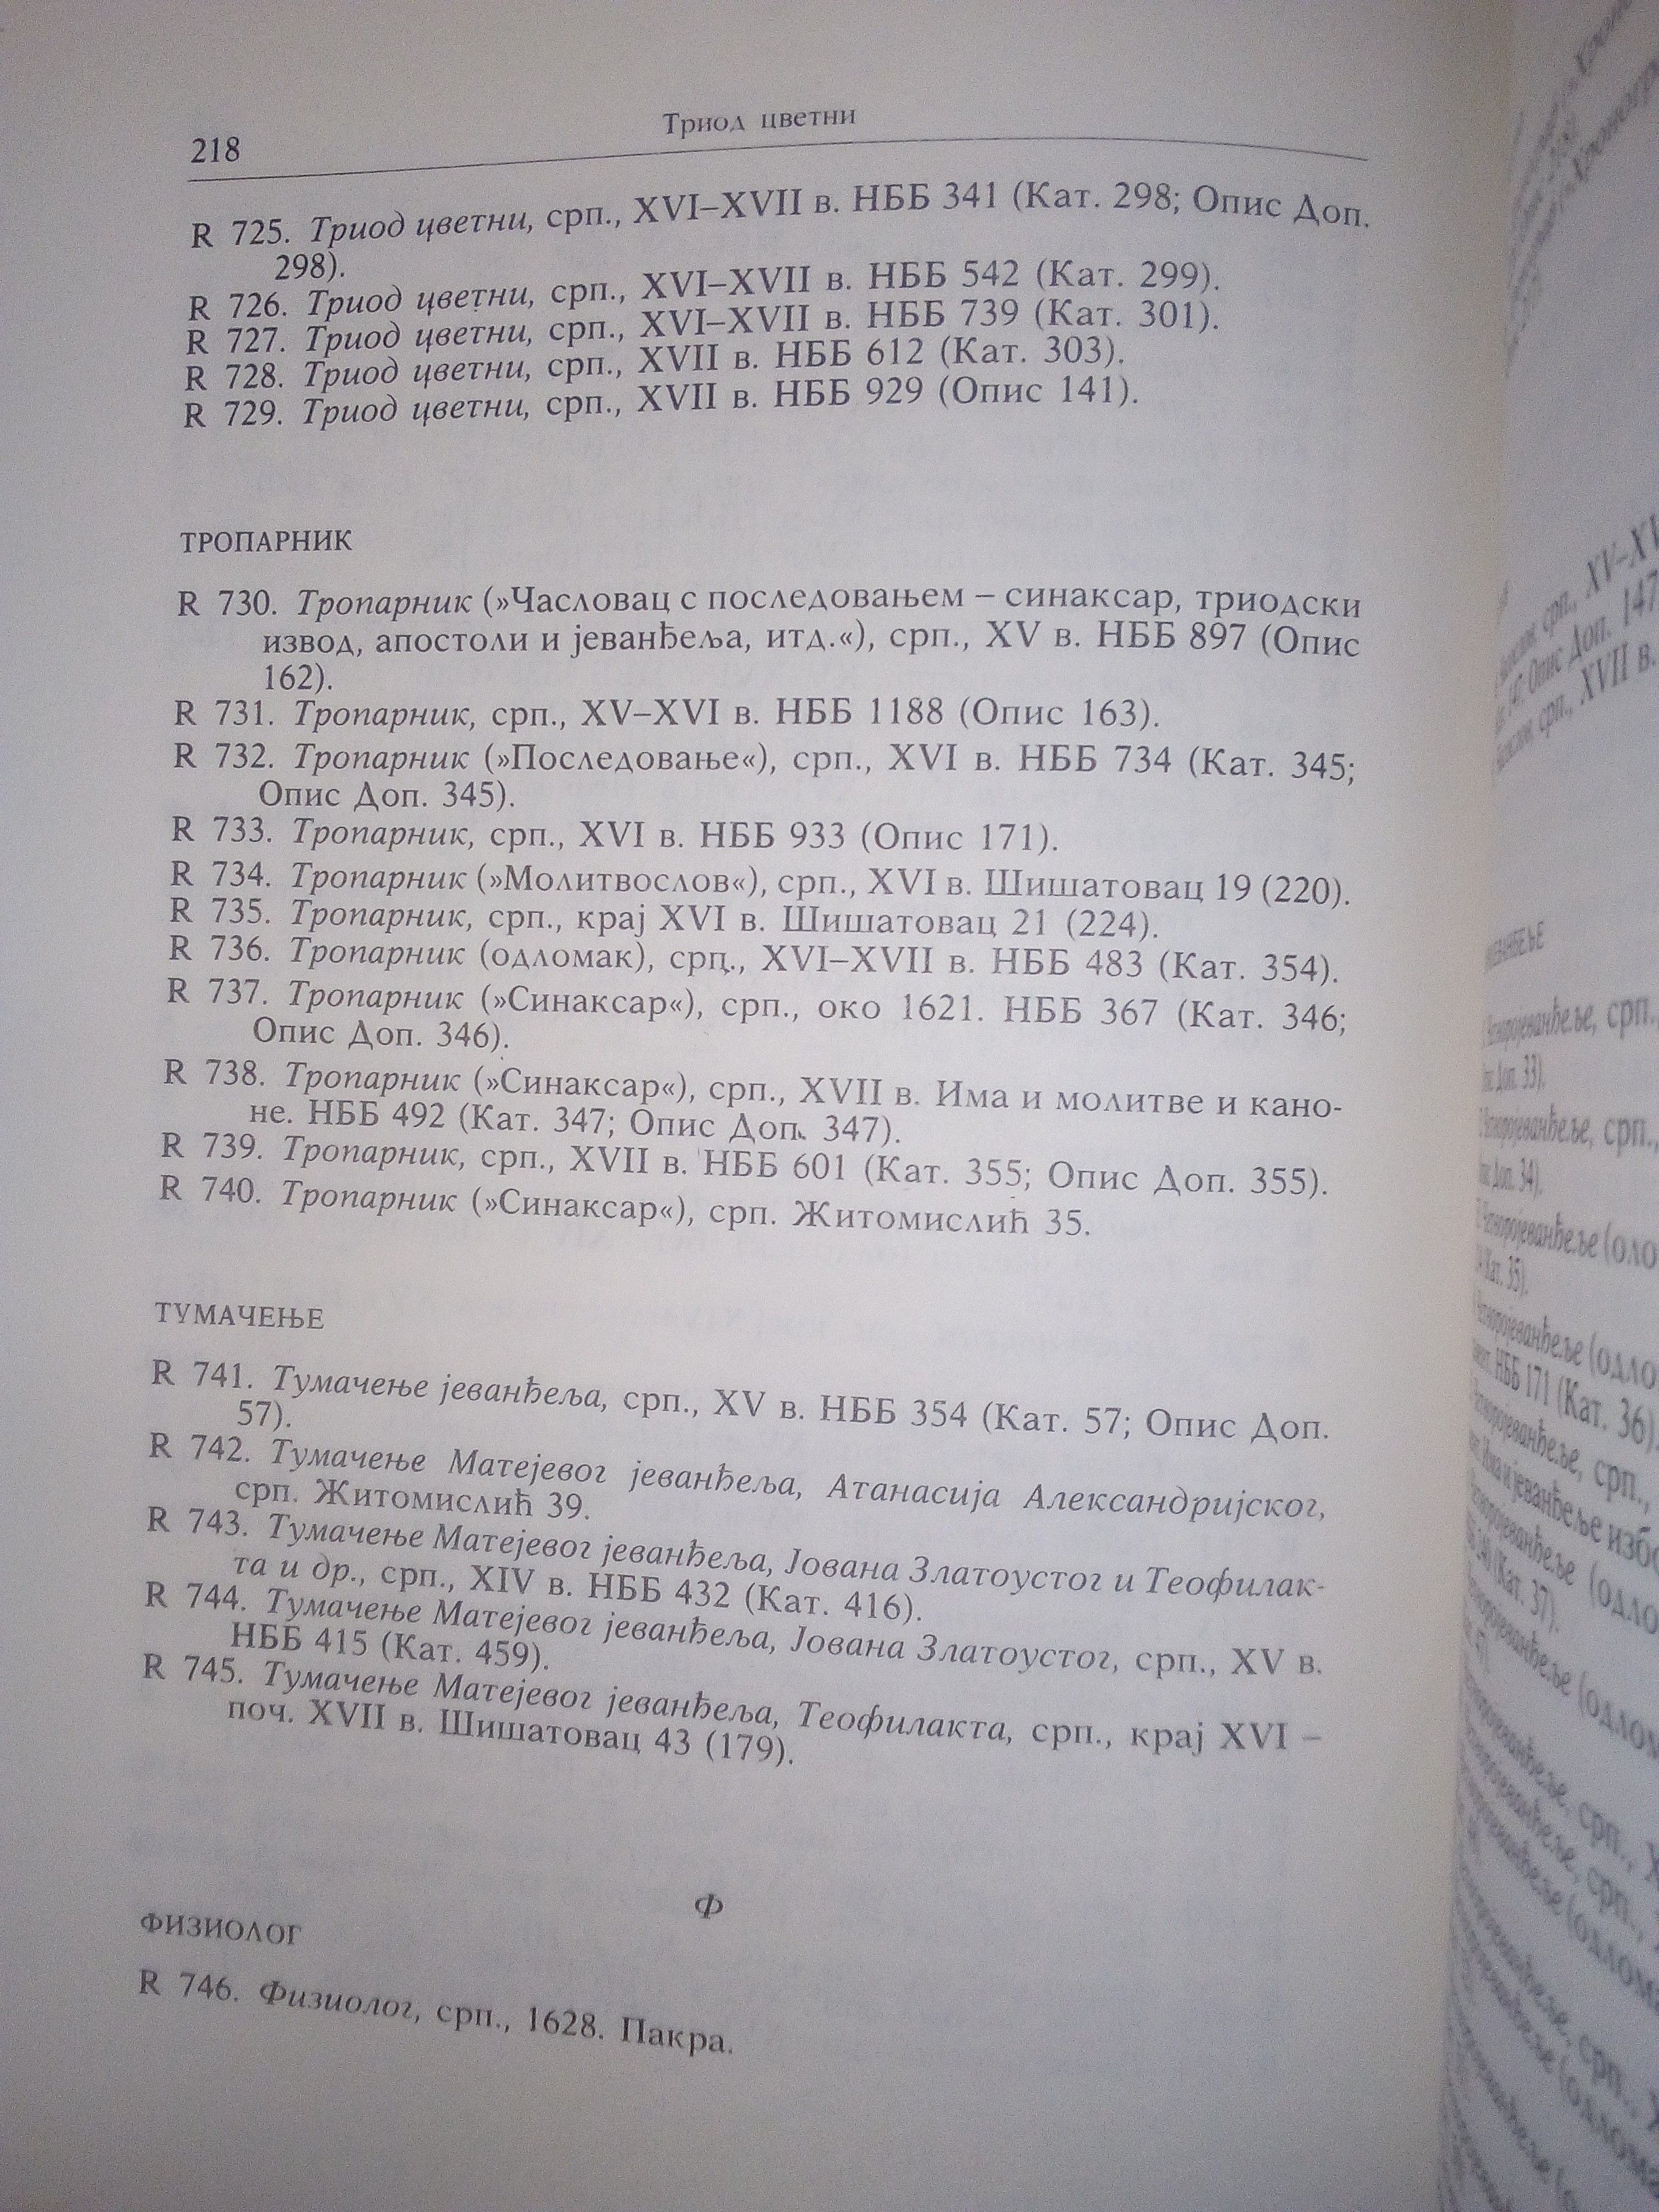 218
Триод цветни
R 725. Триод цветни, срп., XVI–XVII в. НББ 341 (Кат. 298; Опис Доп.
298).
R 726. Триод цветни, срп., XVI–XVII в. НББ 542 (Кат. 299).
R 727. Триод цветни, срп., XVI–XVII в. НББ 739 (Кат. 301).
R 728. Триод цветни, срп., XVII в. НББ 612 (Кат. 303).
R 729. Триод цветни, срп., XVII в. НББ 929 (Опис 141).
ТРОПАРНИК
R 730. Тропарник (»Часловац с последовањем – синаксар, триодски
извод, апостоли и јеванђеља, итд.«), срп., XV в. НББ 897 (Опис
162).
R 731. Тропарник, срп., XV–XVI в. НББ 1188 (Опис 163).
R 732. Тропарник (»Последовање«), срп., XVI в. НББ 734 (Кат. 345;
Опис Доп. 345).
R 733. Тропарник, срп., XVI в. НББ 933 (Опис 171).
R 734. Тропарник (»Молитвослов«), срп., XVI в. Шишатовац 19 (220).
R 735. Тропарник, срп., крај XVI в. Шишатовац 21 (224).
R 736. Тропарник (одломак), срп., XVI–XVII в. НББ 483 (Кат. 354).
R 737. Тропарник (»Синаксар«), срп., око 1621. НББ 367 (Кат. 346;
Опис Доп. 346).
R 738. Тропарник (»Синаксар«), срп., XVII в. Има и молитве и кано-
не. НББ 492 (Кат. 347; Опис Доп. 347).
R 739. Тропарник, срп., XVII в. НББ 601 (Кат. 355; Опис Доп. 355).
R 740. Тропарник (»Синаксар«), срп. Житомислић 35.
ТУМАЧЕЊЕ
R 741. Тумачење јеванђеља, срп., XV в. НББ 354 (Кат. 57; Опис Доп.
57).
R 742. Тумачење Матејевог јеванђеља, Атанасија Александријског,
срп. Житомислић 39.
R 743. Тумачење Матејевог јеванђеља, Јована Златоустог и Теофилак-
та и др., срп., XIV в. НББ 432 (Кат. 416).
R 744. Тумачење Матејевог јеванђеља, Јована Златоустог, срп., XV в.
НББ 415 (Кат. 459).
R 745. Тумачење Матејевог јеванђеља, Теофилакта, срп., крај XVI –
поч. XVII в. Шишатовац 43 (179).
Ф
ФИЗИОЛОГ
R 746. Физиолог, срп., 1628. Пакра.